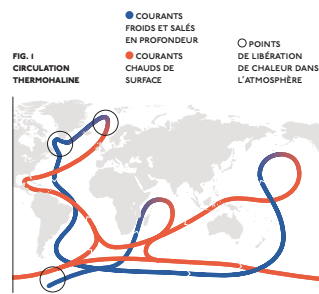 FIG. 1
CIRCULATION
THERMOHALINE
COURANTS
FROIDS ET SALÉS
EN PROFONDEUR
COURANTS
CHAUDS DE
SURFACE
POINTS
DE LIBÉRATION
DE CHALEUR DANS
L'ATMOSPHÈRE